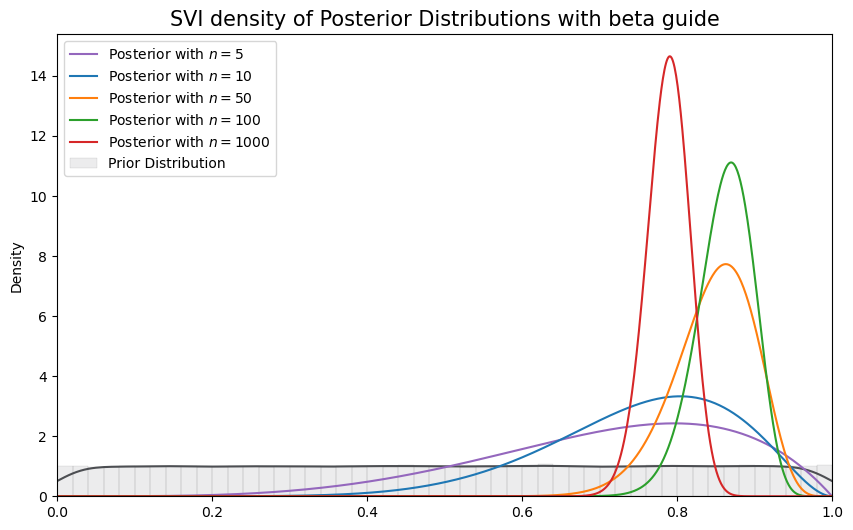 SVI density of Posterior Distributions with beta guide
Posterior with n = 5
Posterior with n = 10
Posterior with n = 50
Posterior with n = 100
Posterior with n = 1000
Prior Distribution
Density
14
12
10
8
6
4
2
0
0.0 0.2 0.4 0.6 0.8 1.0